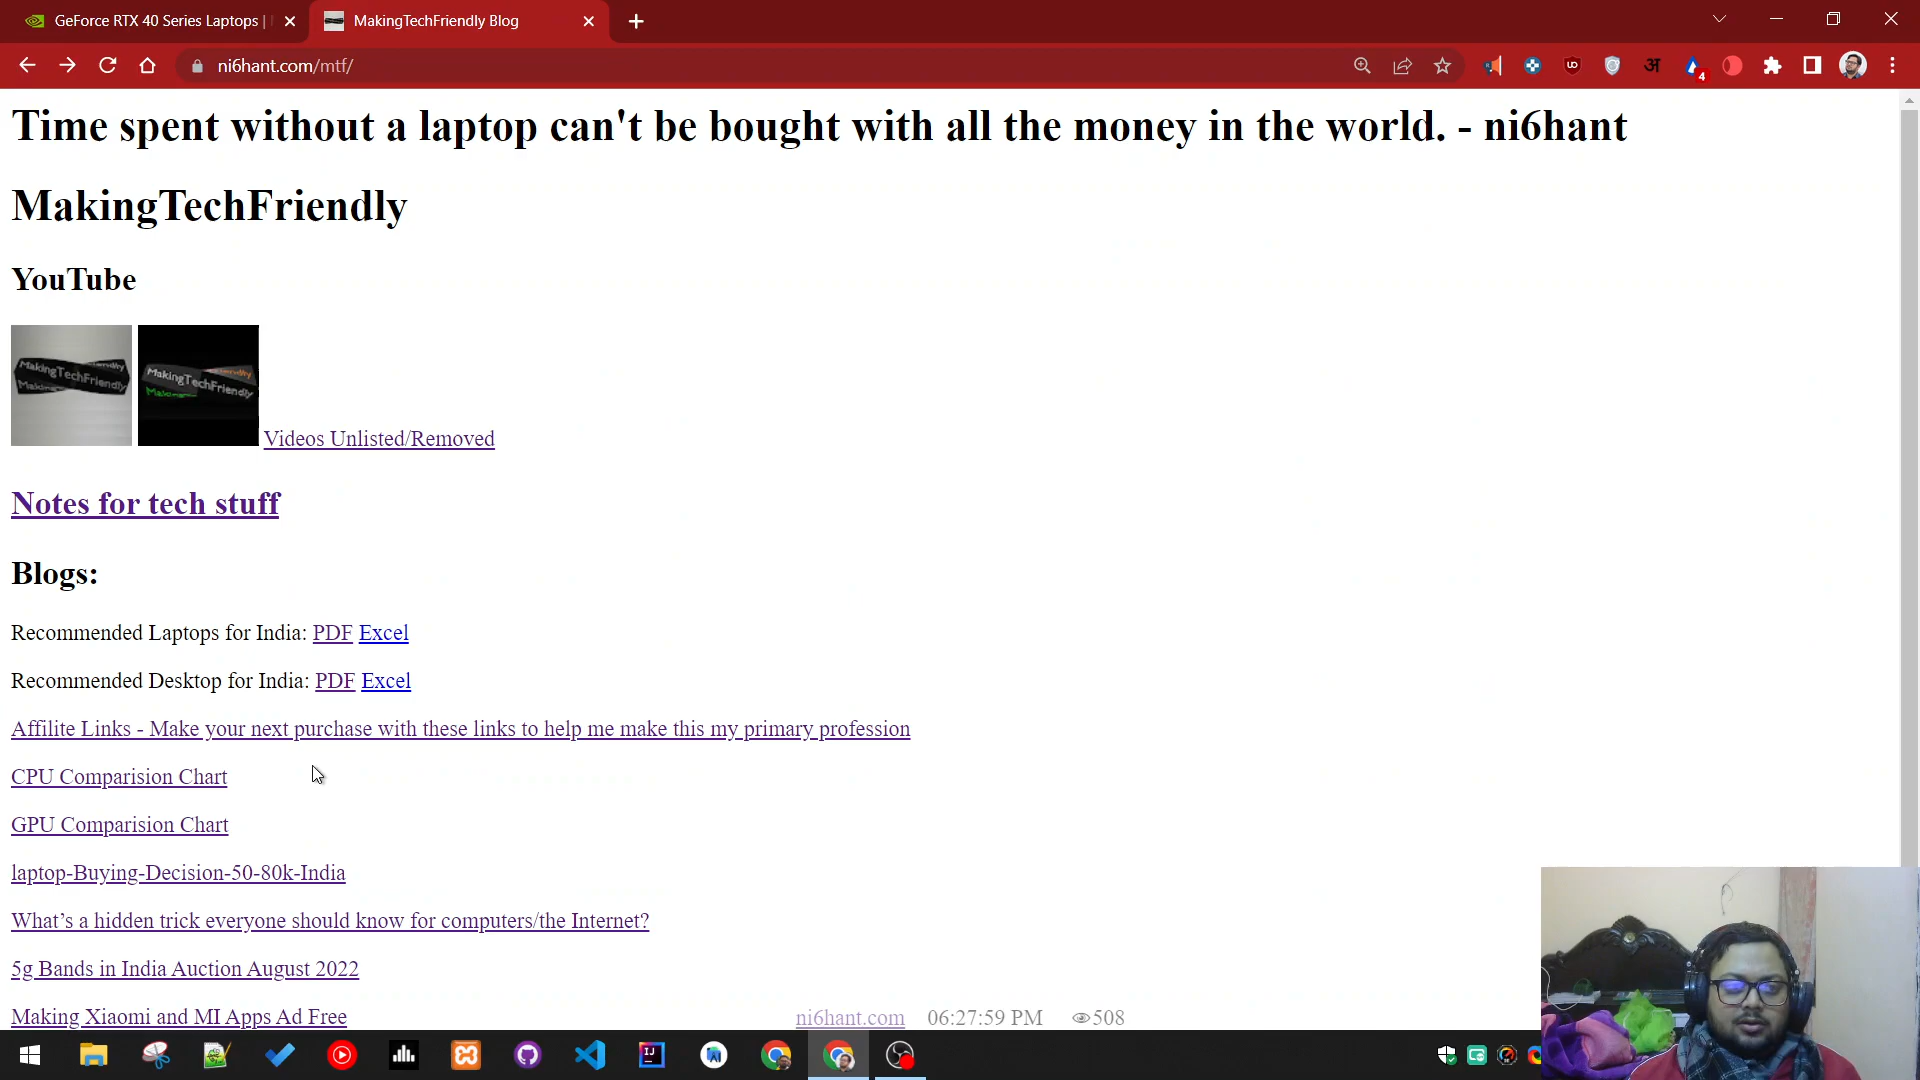 GeForce RTX 40 Series Laptops |
MakingTechFriendly Blog
ni6hant.com/mtf/
अ
4
Time spent without a laptop can't be bought with all the money in the world. - ni6hant
MakingTechFriendly
YouTube
MakingTechFriendly
MakingTechFriendly
Videos Unlisted/Removed
Notes for tech stuff
Blogs:
Recommended Laptops for India: PDF Excel
Recommended Desktop for India: PDF Excel
Affilite Links - Make your next purchase with these links to help me make this my primary profession
CPU Comparision Chart
GPU Comparision Chart
laptop-Buying-Decision-50-80k-India
What’s a hidden trick everyone should know for computers/the Internet?
5g Bands in India Auction August 2022
Making Xiaomi and MI Apps Ad Free
ni6hant.com 06:27:59 PM 508